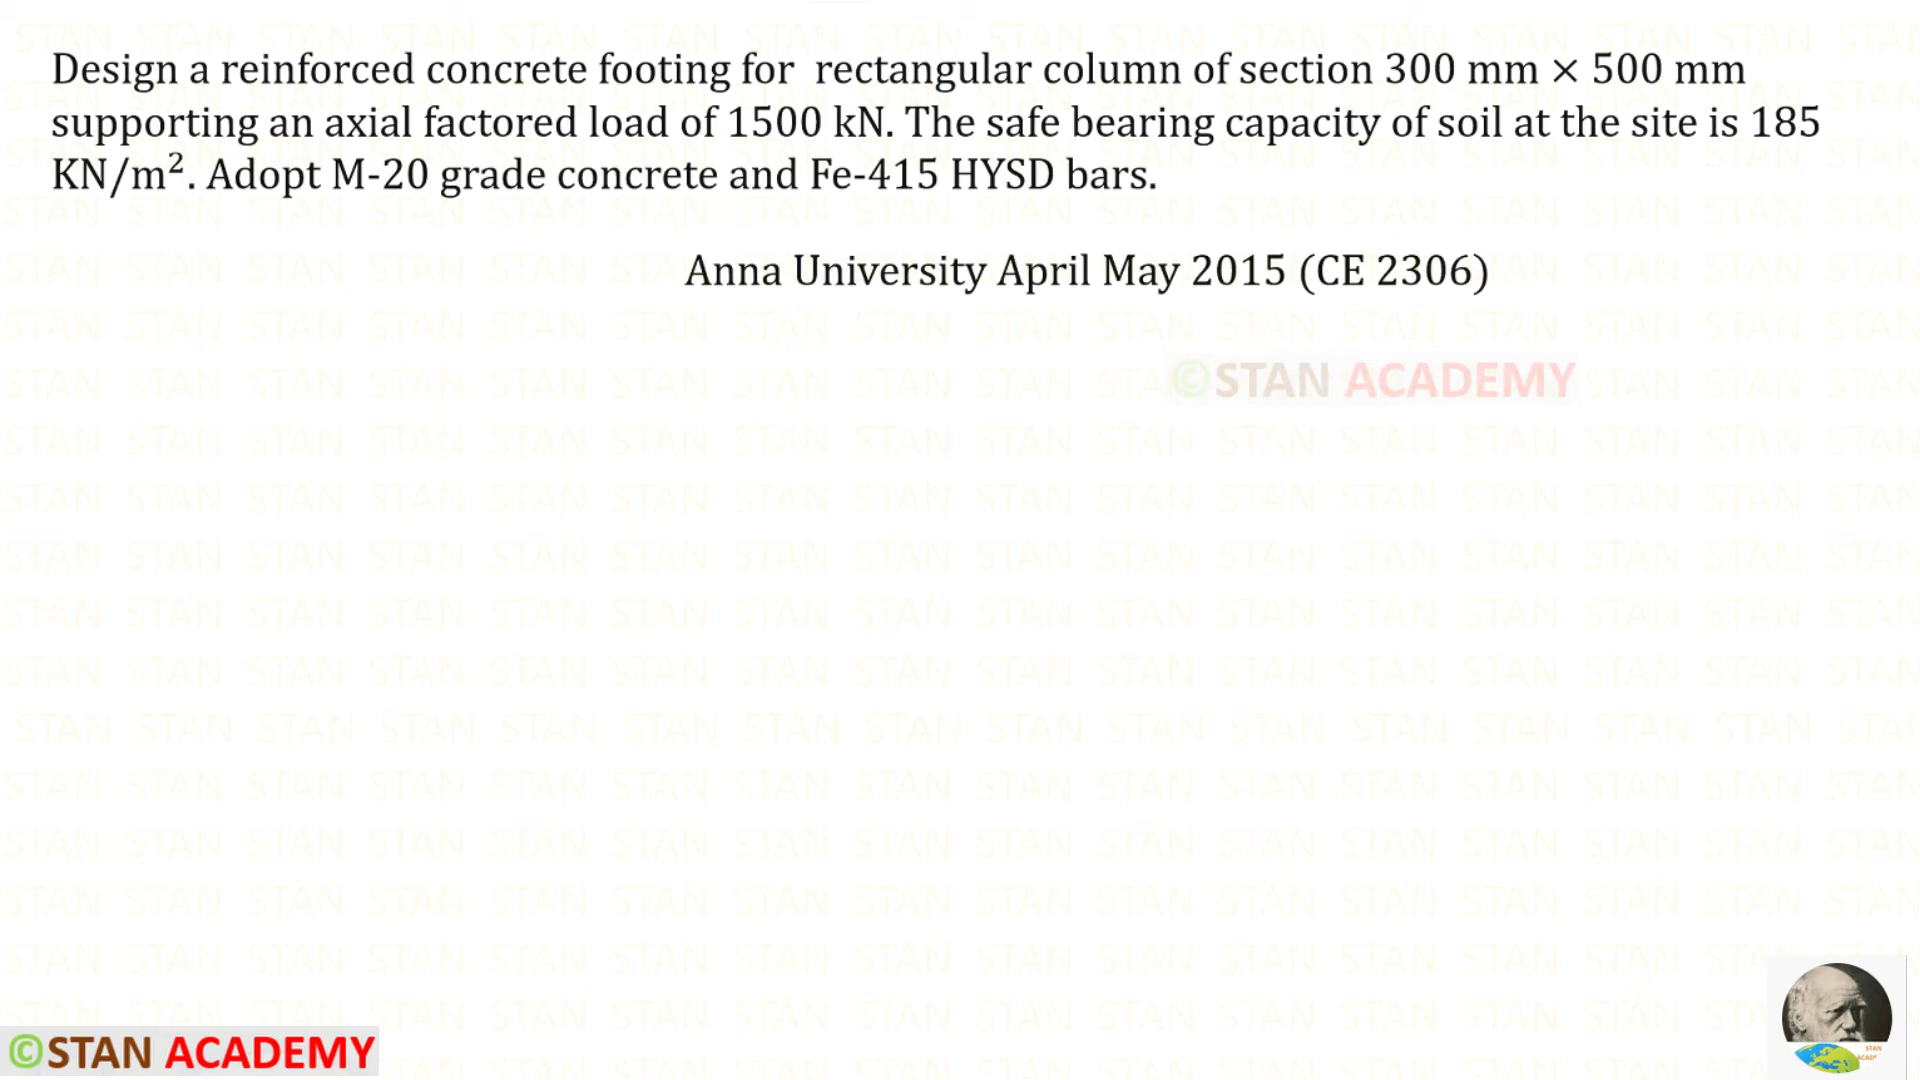 Design a reinforced concrete footing for rectangular column of section 300 mm × 500 mm
supporting an axial factored load of 1500 kN. The safe bearing capacity of soil at the site is 185
KN/m². Adopt M-20 grade concrete and Fe-415 HYSD bars.
Anna University April May 2015 (CE 2306)
©STAN ACADEMY
©STAN ACADEMY